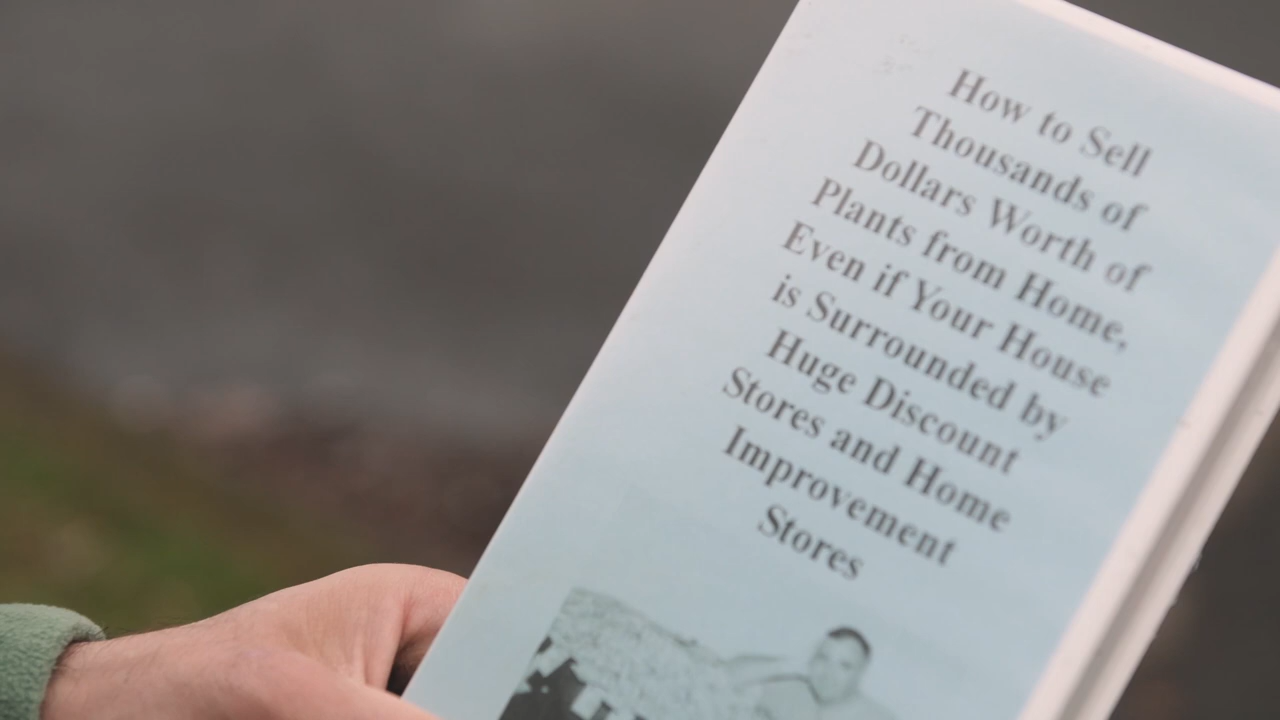 How to Sell
Thousands of
Dollars Worth of
Plants from Home,
Even if Your House
is Surrounded by
Huge Discount
Stores and Home
Improvement
Stores